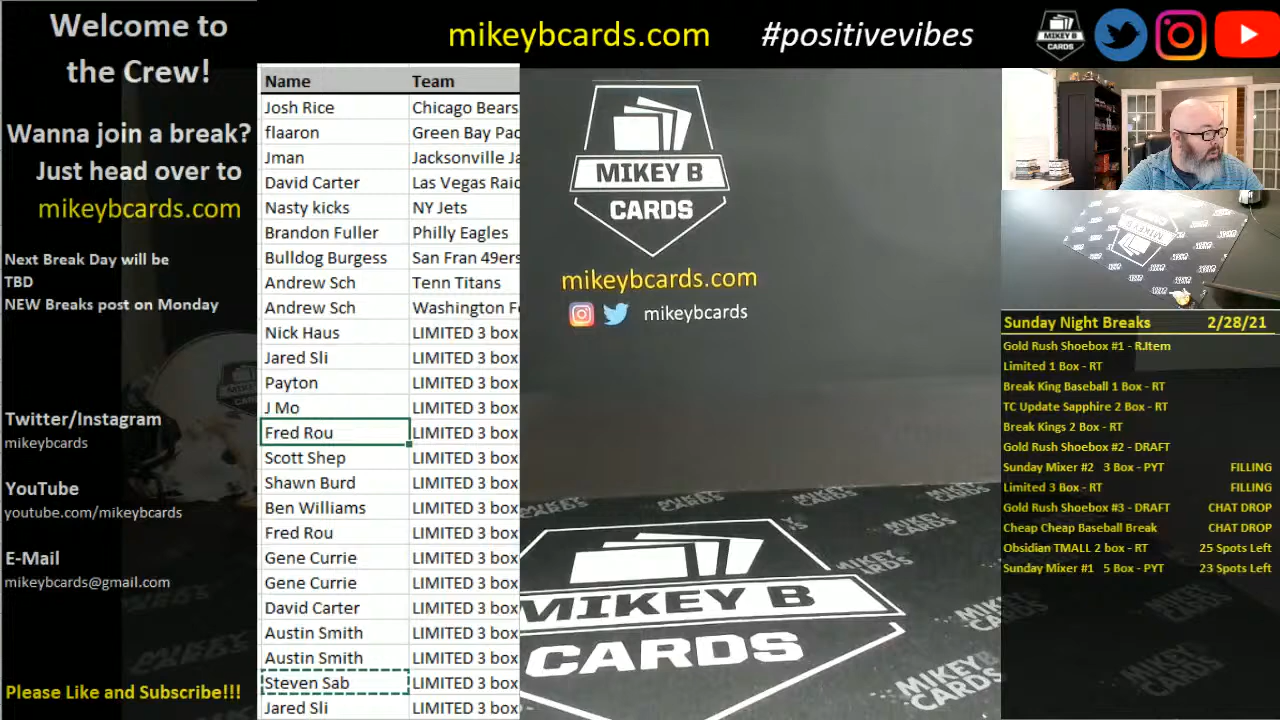 Welcome to
the Crew!
Wanna join a break?
Just head over to
mikeybcards.com
Next Break Day will be
TBD
NEW Breaks post on Monday
Twitter/Instagram
mikeybcards
YouTube
youtube.com/mikeybcards
E-Mail
mikeybcards@gmail.com
Please Like and Subscribe!!!
mikeybcards.com #positivevibes
MIKEY B
CARDS
Name Team
Josh Rice Chicago Bears
flaaron Green Bay Pac
Jman Jacksonville Ja
David Carter Las Vegas Raid
Nasty kicks NY Jets
Brandon Fuller Philly Eagles
Bulldog Burgess San Fran 49ers
Andrew Sch Tenn Titans
Andrew Sch Washington Fo
Nick Haus LIMITED 3 box
Jared Sli LIMITED 3 box
Payton LIMITED 3 box
J Mo LIMITED 3 box
Fred Rou LIMITED 3 box
Scott Shep LIMITED 3 box
Shawn Burd LIMITED 3 box
Ben Williams LIMITED 3 box
Fred Rou LIMITED 3 box
Gene Currie LIMITED 3 box
Gene Currie LIMITED 3 box
David Carter LIMITED 3 box
Austin Smith LIMITED 3 box
Austin Smith LIMITED 3 box
Steven Sab LIMITED 3 box
Jared Sli LIMITED 3 box
MIKEY B
CARDS
mikeybcards.com
mikeybcards
MIKEY B
CARDS
Sunday Night Breaks 2/28/21
Gold Rush Shoebox #1 - R.Item
Limited 1 Box - RT
Break King Baseball 1 Box - RT
TC Update Sapphire 2 Box - RT
Break Kings 2 Box - RT
Gold Rush Shoebox #2 - DRAFT
Sunday Mixer #2 3 Box - PYT FILLING
Limited 3 Box - RT FILLING
Gold Rush Shoebox #3 - DRAFT CHAT DROP
Cheap Cheap Baseball Break CHAT DROP
Obsidian TMALL 2 box - RT 25 Spots Left
Sunday Mixer #1 5 Box - PYT 23 Spots Left